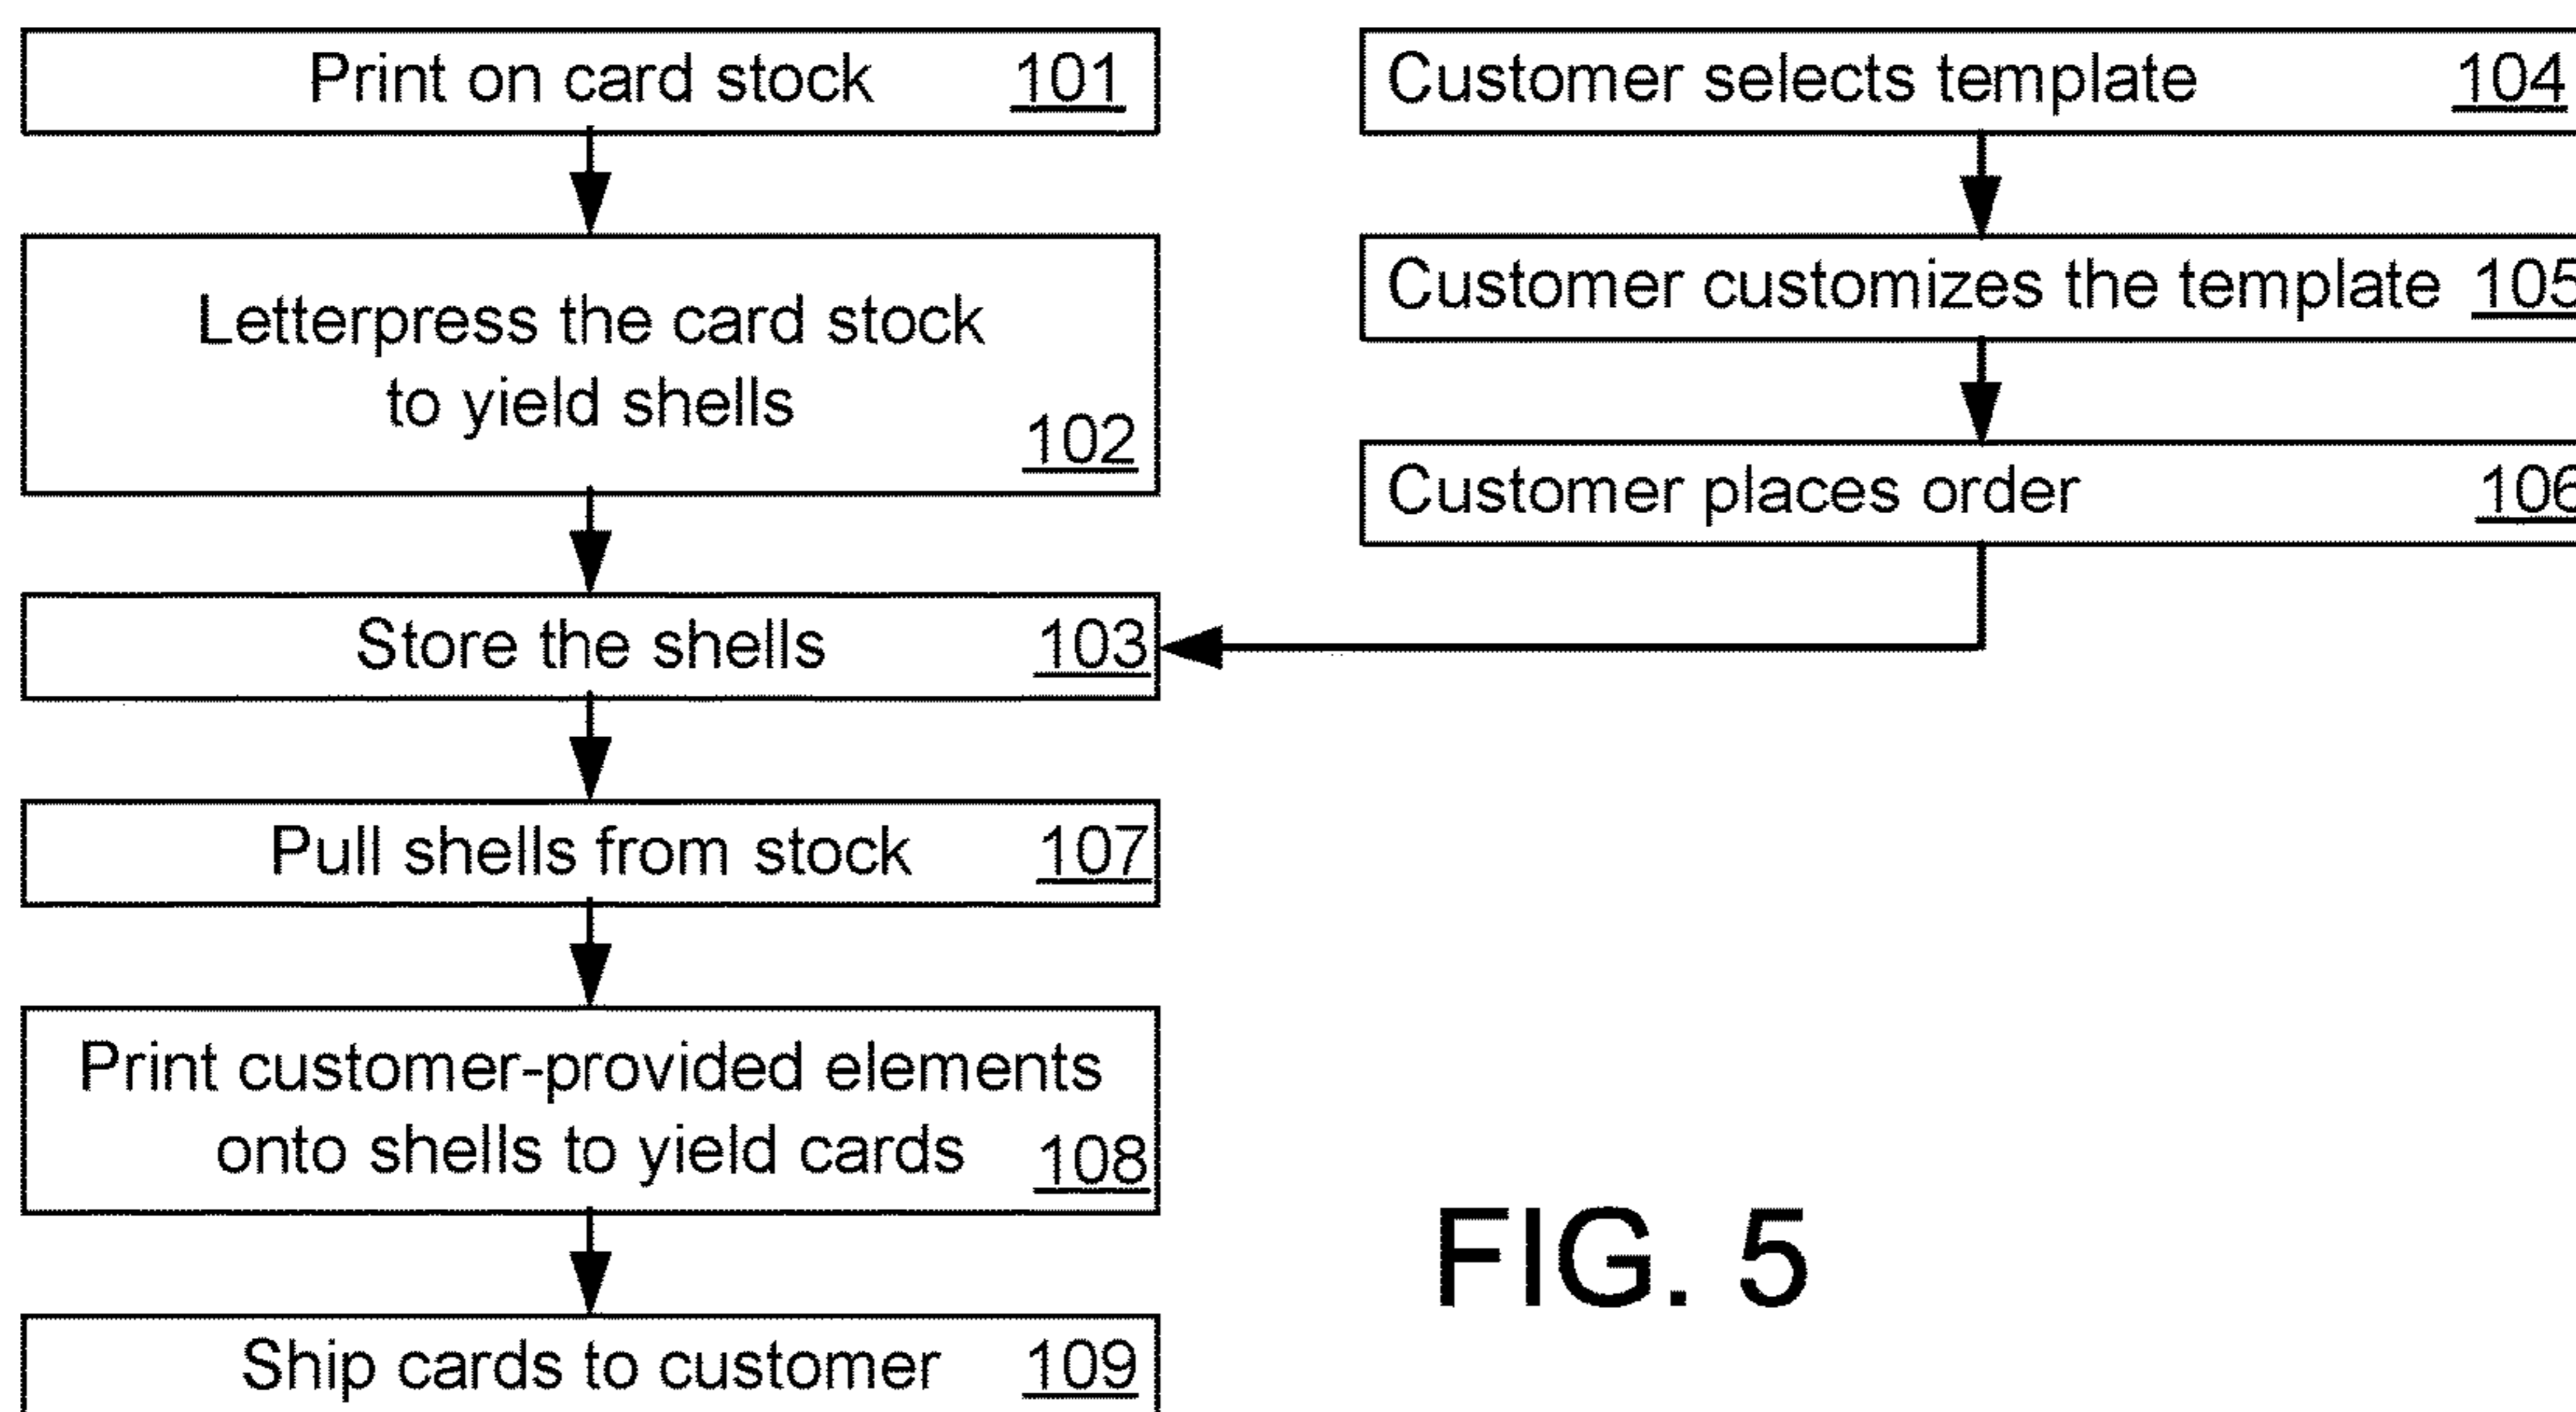 Print on card stock 101
Letterpress the card stock
to yield shells
102
Store the shells 103
Pull shells from stock 107
Print customer-provided elements
onto shells to yield cards 108
Ship cards to customer 109
Customer selects template 104
Customer customizes the template 105
Customer places order 106
FIG. 5